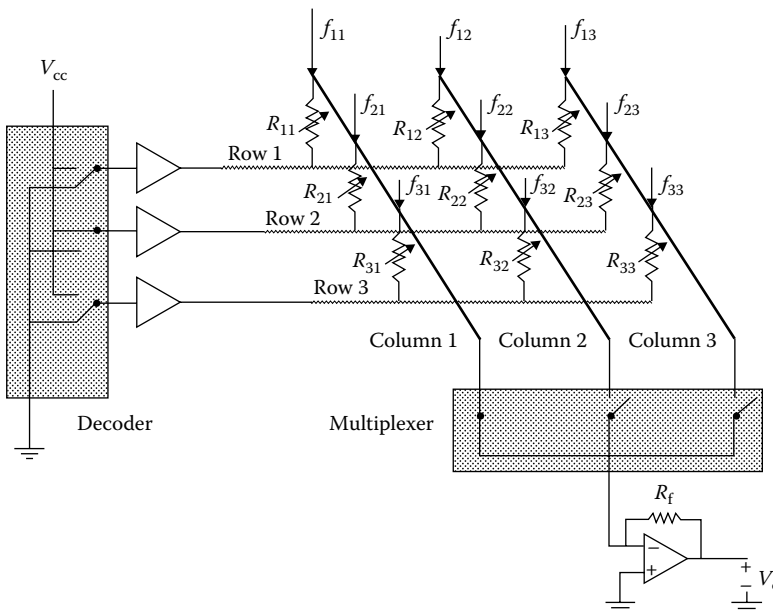 f11
f12
f13
Vcc
f21
f22
f23
R11
R12
R13
Row 1
f31
f32
f33
R21
R22
R23
Row 2
R31
R32
R33
Row 3
Column 1
Column 2
Column 3
Decoder
Multiplexer
Rf
−
+
+
−